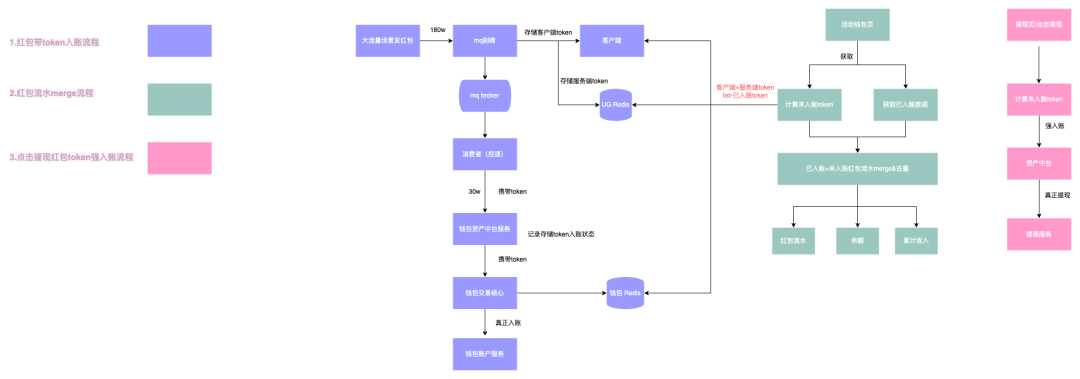 1.红包带token入账流程
2.红包流水merge流程
3.点击提现红包token强入账流程
大流量场景发红包
180w
mq削峰
存储客户端token
客户端
存储服务端token
mq broker
UG Redis
消费者（控速）
30w
携带token
钱包资产中台服务
记录存储token入账状态
携带token
钱包交易核心
钱包 Redis
真正入账
钱包账户服务
活动钱包页
获取
客户端+服务端token
list-已入账token
计算未入账token
获取已入账数据
已入账+未入账红包流水merge&去重
红包流水
余额
累计收入
提现页/点击提现
计算未入账token
强入账
资产中台
真正提现
提现服务